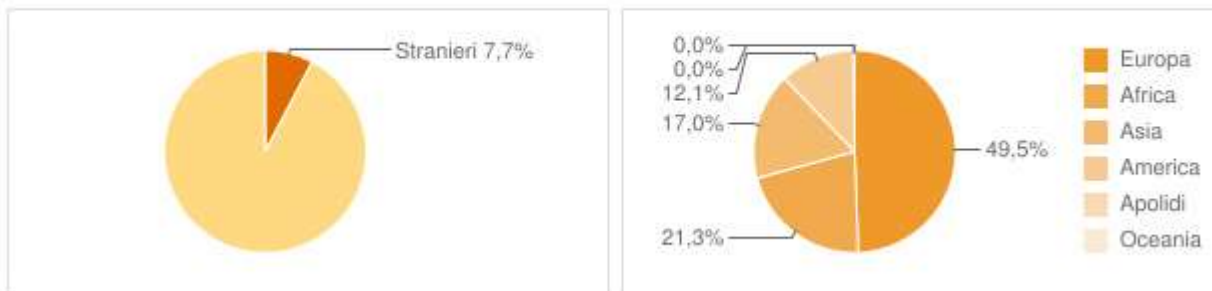 Stranieri 7,7%
0,0%
0,0%
12,1%
17,0%
21,3%
49,5%
Europa
Africa
Asia
America
Apolidi
Oceania